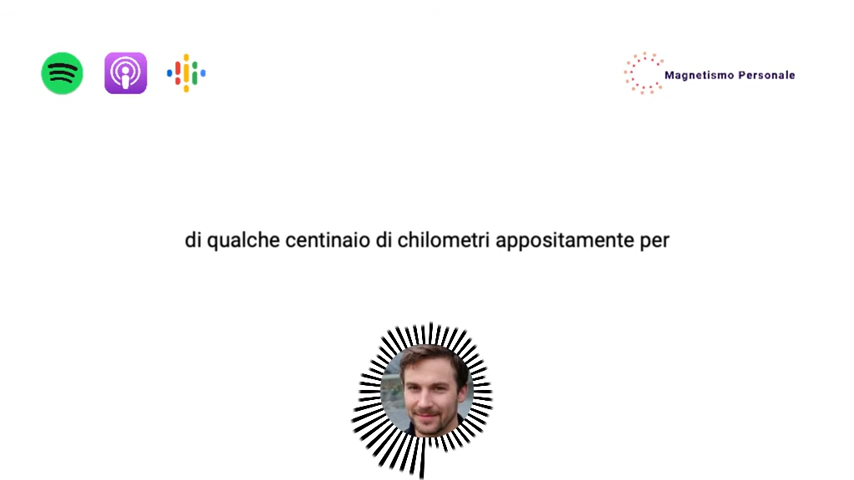 Magnetismo Personale
di qualche centinaio di chilometri appositamente per